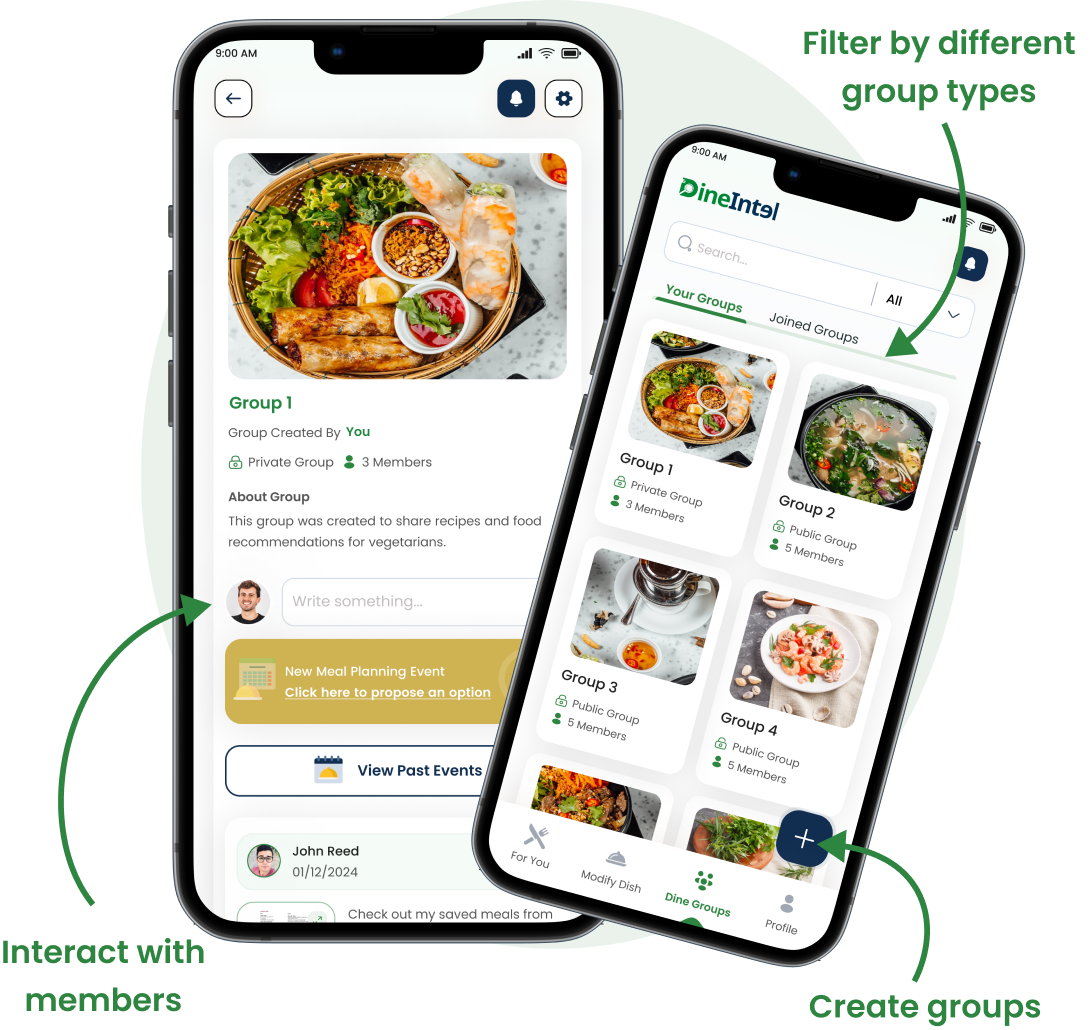 Filter by different
group types
9:00 AM
Group 1
Group Created By You
Private Group 3 Members
About Group
This group was created to share recipes and food
recommendations for vegetarians.
Write something...
New Meal Planning Event
Click here to propose an option
View Past Events
John Reed
01/12/2024
Check out my saved meals from
9:00 AM
DineIntel
Search...
All
Your Groups
Joined Groups
Group 1
Private Group
3 Members
Group 2
Public Group
5 Members
Group 3
Public Group
5 Members
Group 4
Public Group
5 Members
For You
Modify Dish
Dine Groups
Profile
Interact with
members
Create groups